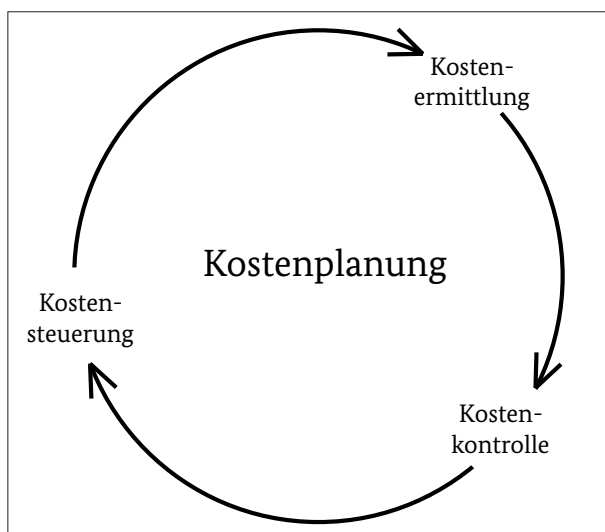 Kosten-
ermittlung
Kostenplanung
Kosten-
steuerung
Kosten-
kontrolle